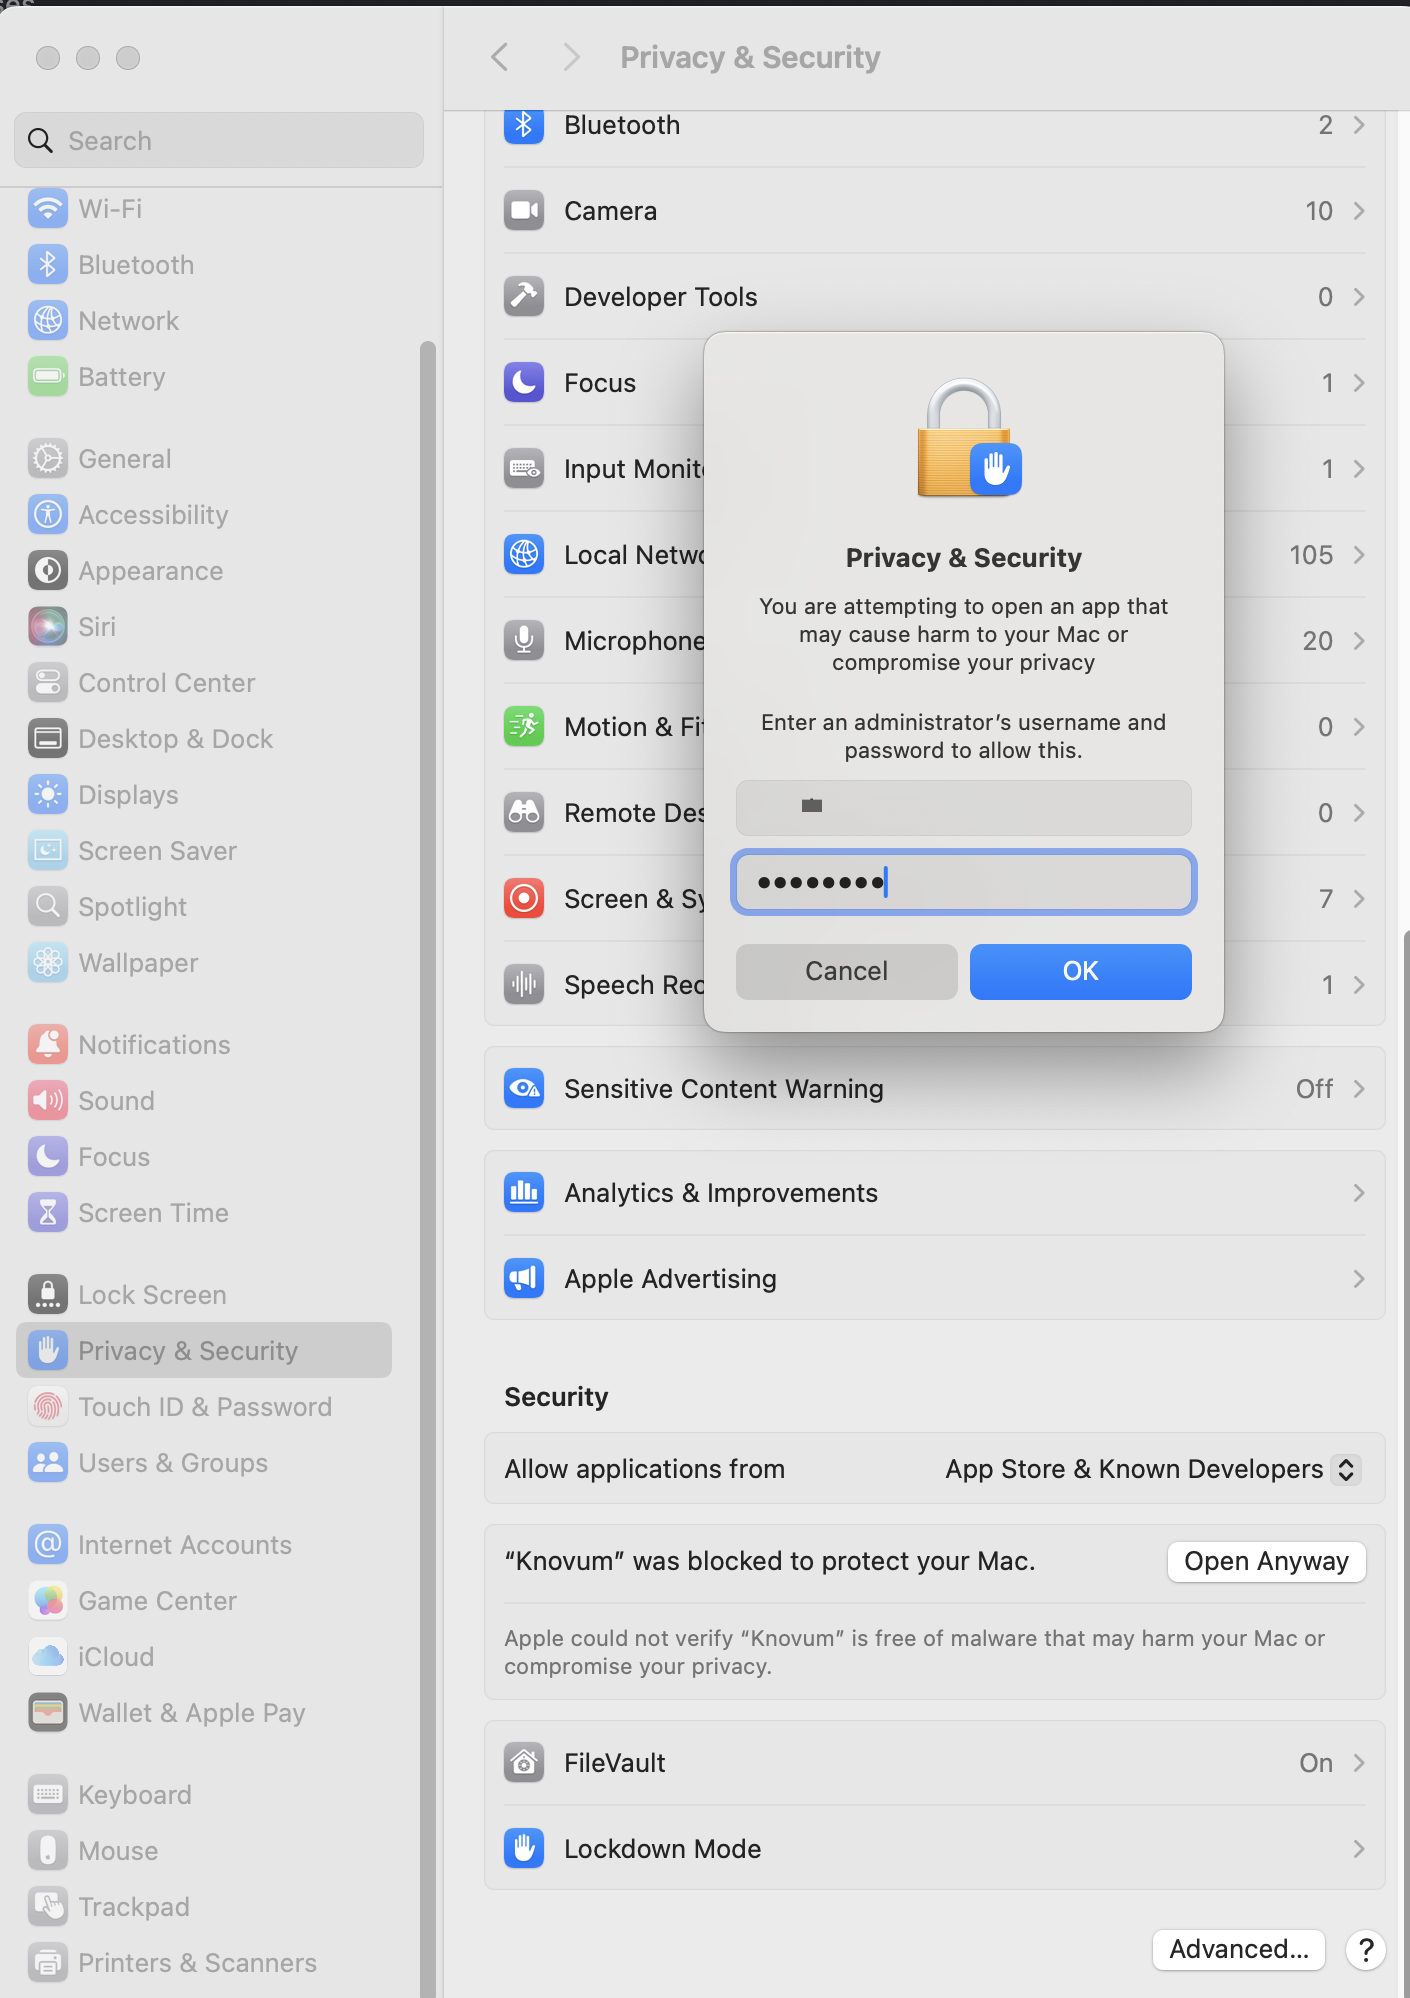 Privacy & Security
Search
Wi-Fi
Bluetooth
Network
Battery
General
Accessibility
Appearance
Siri
Control Center
Desktop & Dock
Displays
Screen Saver
Spotlight
Wallpaper
Notifications
Sound
Focus
Screen Time
Lock Screen
Privacy & Security
Touch ID & Password
Users & Groups
Internet Accounts
Game Center
iCloud
Wallet & Apple Pay
Keyboard
Mouse
Trackpad
Printers & Scanners
Bluetooth 2
Camera 10
Developer Tools 0
Focus 1
Input Monit 1
Local Netwo 105
Microphone 20
Motion & Fi 0
Remote Des 0
Screen & Sy 7
Speech Rec 1
Privacy & Security
You are attempting to open an app that
may cause harm to your Mac or
compromise your privacy
Enter an administrator’s username and
password to allow this.
••••••••
Cancel OK
Sensitive Content Warning Off
Analytics & Improvements
Apple Advertising
Security
Allow applications from App Store & Known Developers
“Knovum” was blocked to protect your Mac. Open Anyway
Apple could not verify “Knovum” is free of malware that may harm your Mac or
compromise your privacy.
FileVault On
Lockdown Mode
Advanced... ?